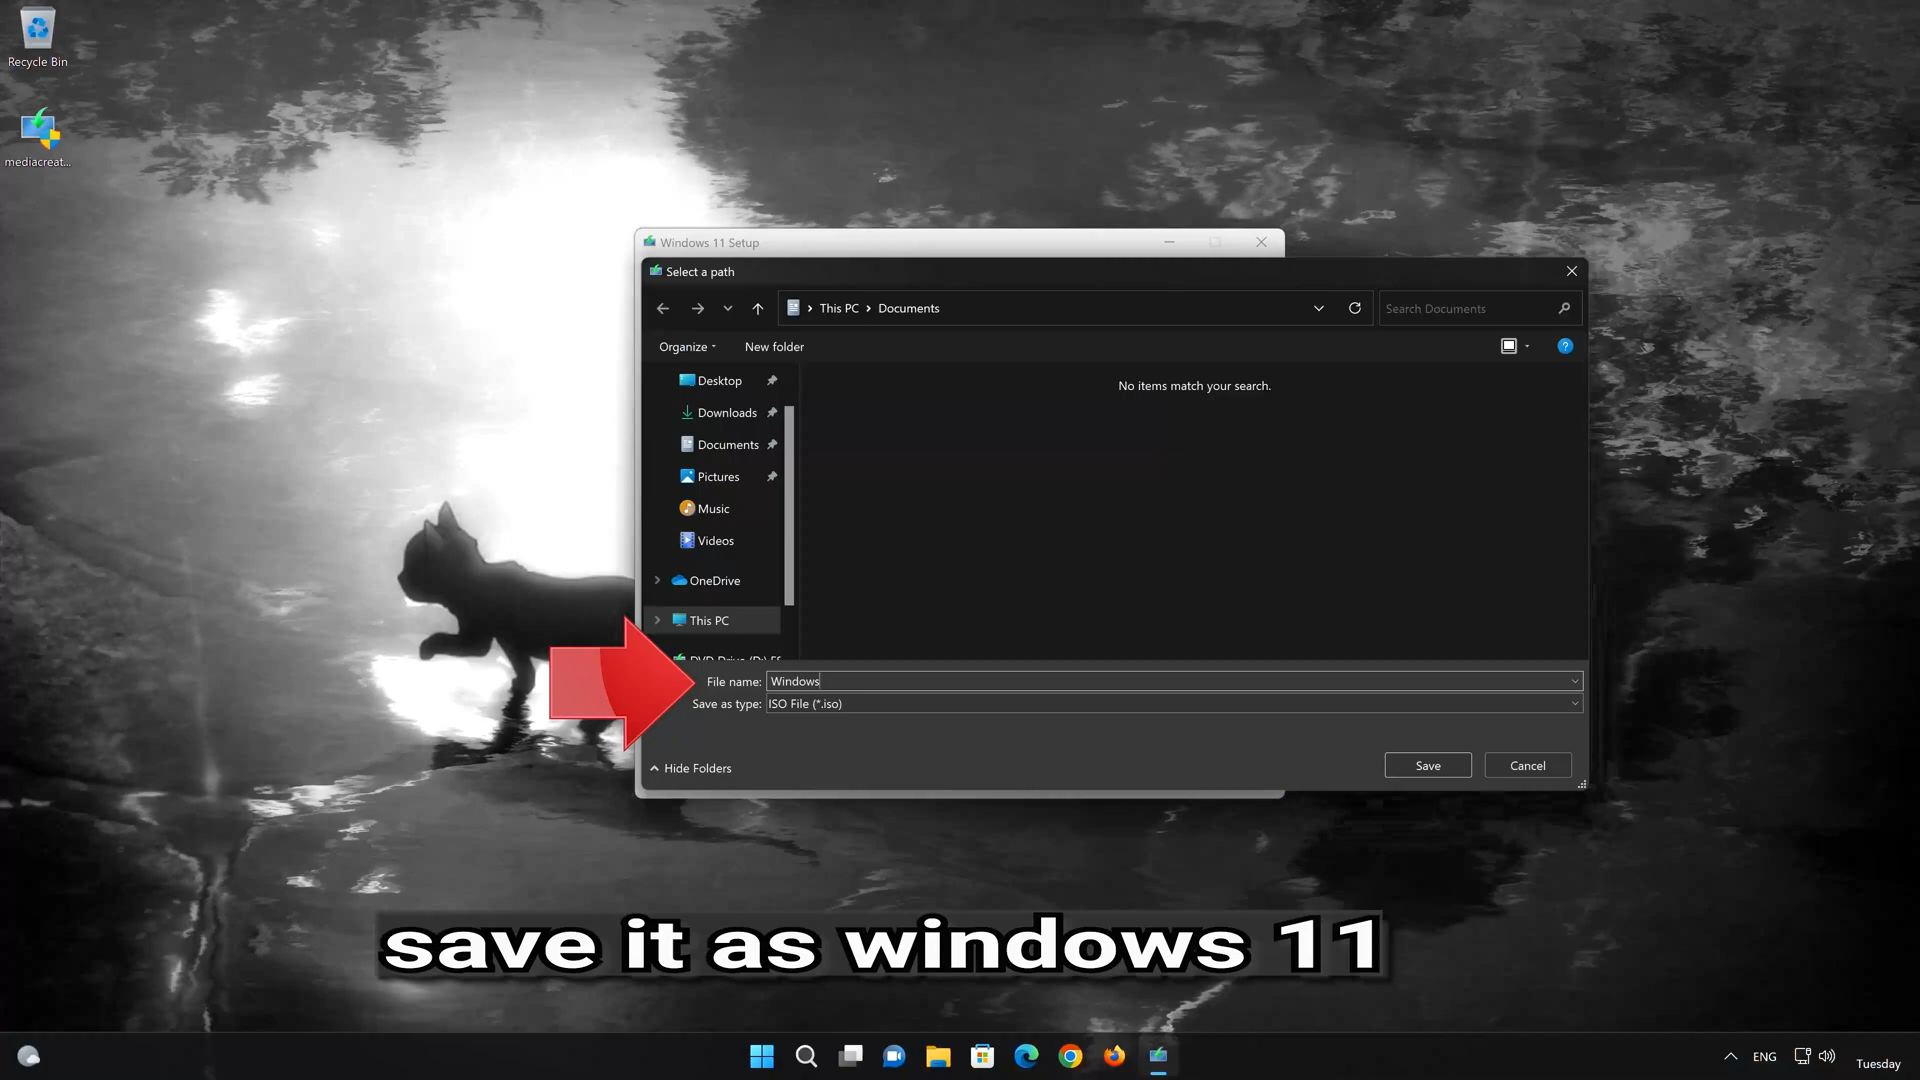 Recycle Bin
mediacreat...
Windows 11 Setup
Select a path
This PC
Documents
Search Documents
Organize
New folder
Desktop
No items match your search.
Downloads
Documents
Pictures
Music
Videos
OneDrive
This PC
File name: Windows
Save as type: ISO File (*.iso)
Hide Folders
Save
Cancel
save it as windows 11
ENG
Tuesday